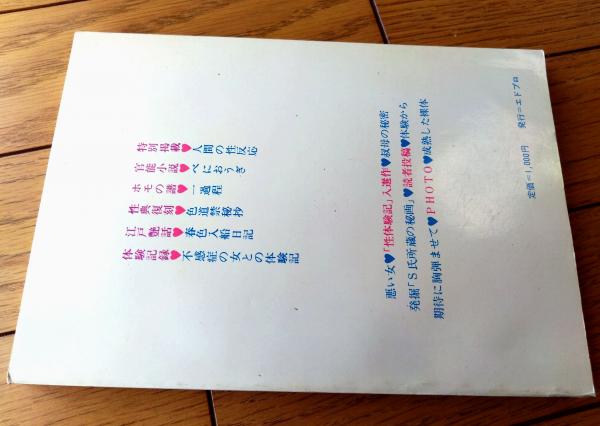 特別掲載♥人間の性反応
官能小説♥べにおうぎ
ホモの譜♥一過程
性典復刻♥色道禁秘抄
江戸艶話♥春色入船日記
体験記録♥不感症の女との体験記
悪い女♥「性体験記」入選作♥叔母の秘密
発掘「S氏所蔵の秘画」♥読者投稿♥体験から
期待に胸弾ませて♥PHOTO♥成熟した裸体
定価=1,000円 発行=エドプロ